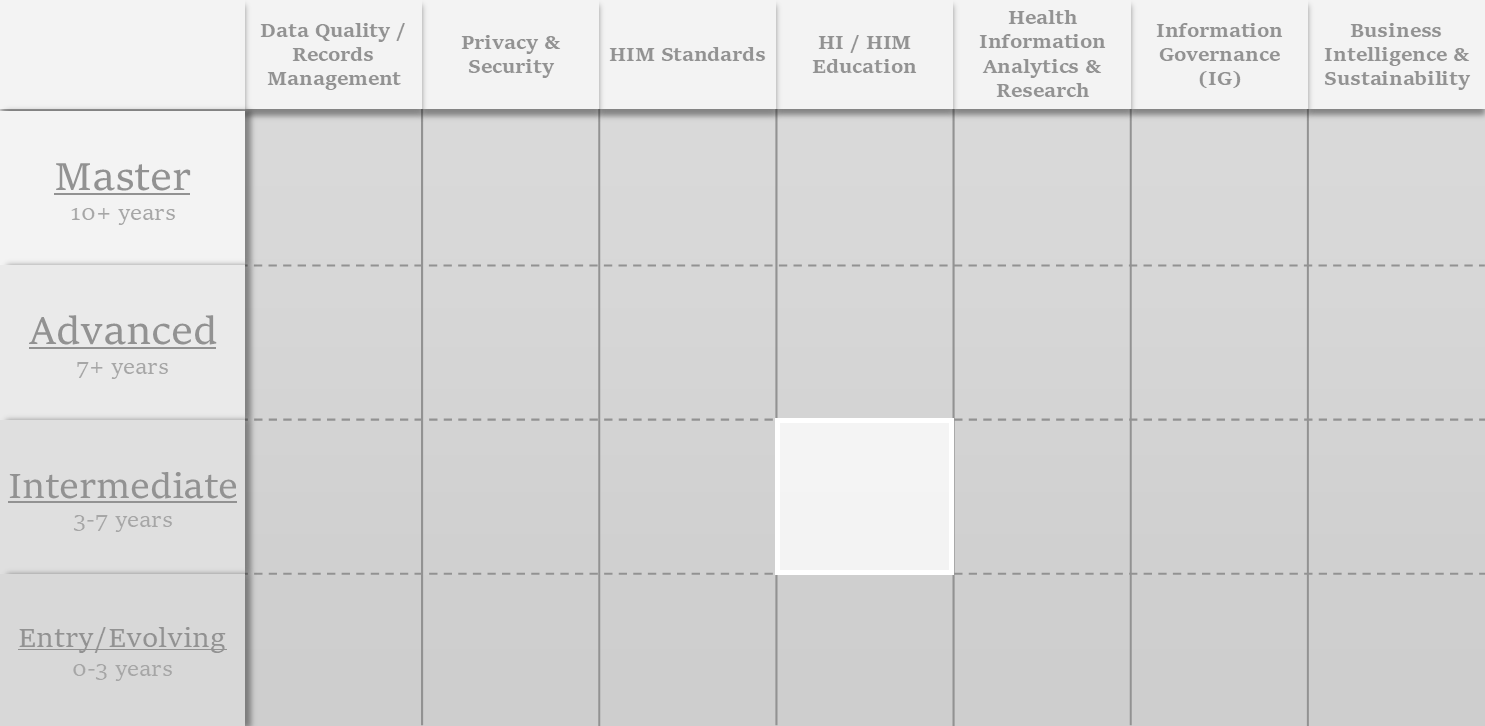 Data Quality /
Records
Management
Privacy &
Security
HIM Standards
HI / HIM
Education
Health
Information
Analytics &
Research
Information
Governance
(IG)
Business
Intelligence &
Sustainability
Master
10+ years
Advanced
7+ years
Intermediate
3-7 years
Entry/Evolving
0-3 years